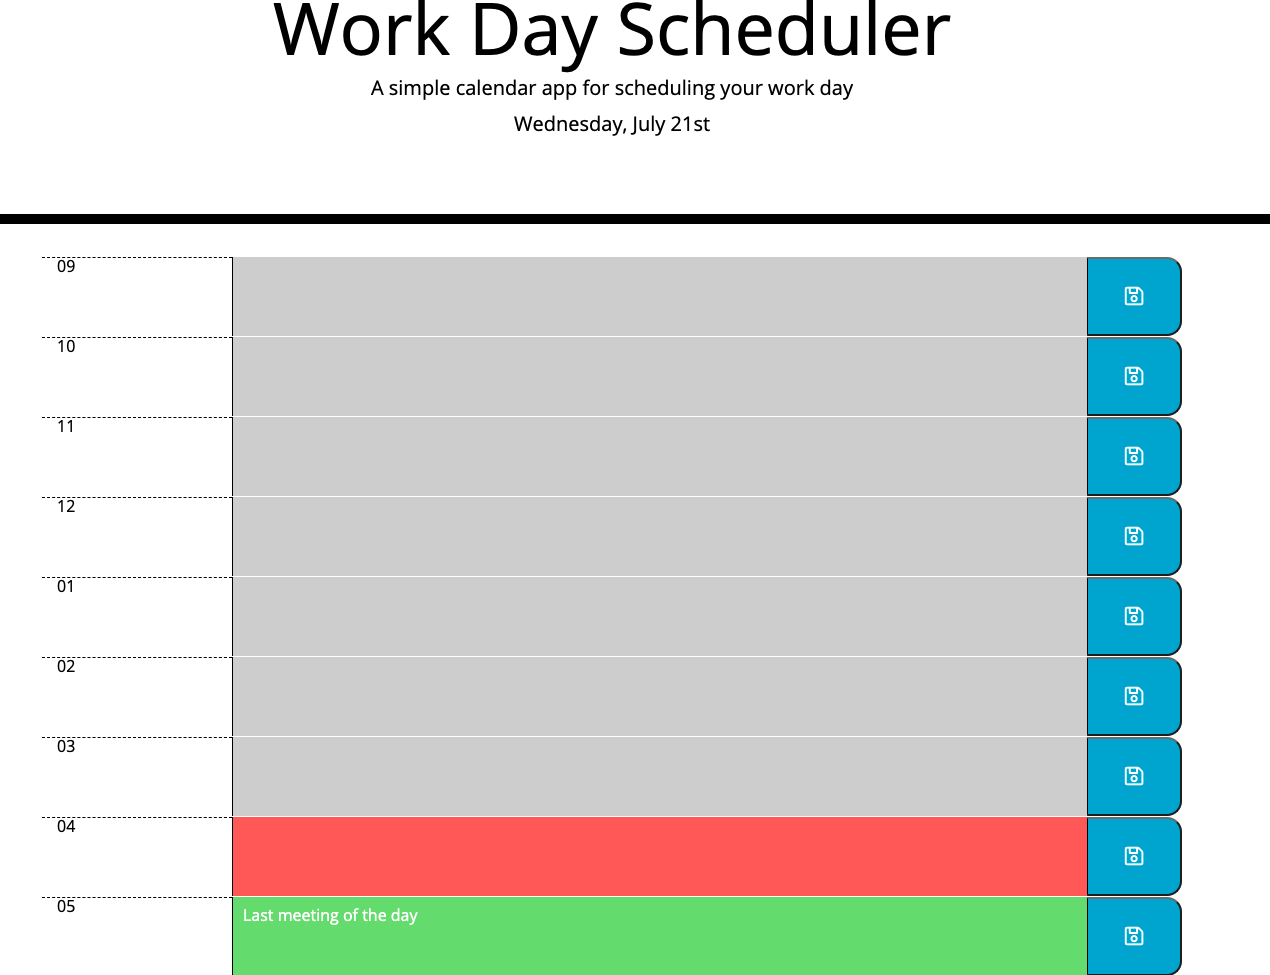 Work Day Scheduler
A simple calendar app for scheduling your work day
Wednesday, July 21st
09
10
11
12
01
02
03
04
05
Last meeting of the day